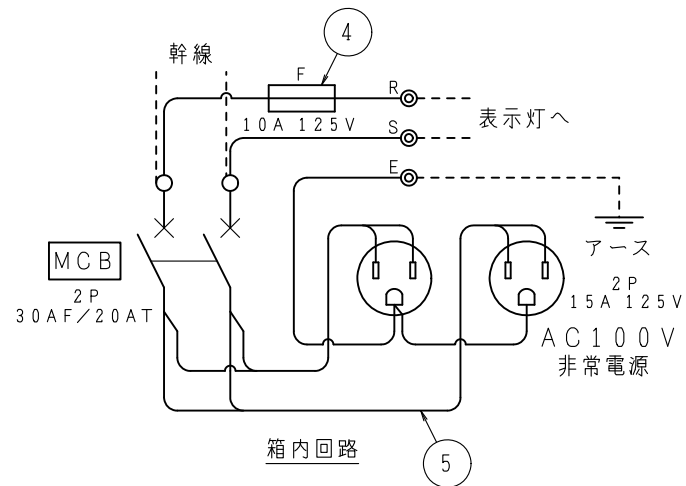 ④
幹線
F
R
10A 125V
表示灯へ
S
E
アース
MCB
2P
30AF/20AT
2P
15A 125V
AC100V
非常電源
箱内回路
⑤